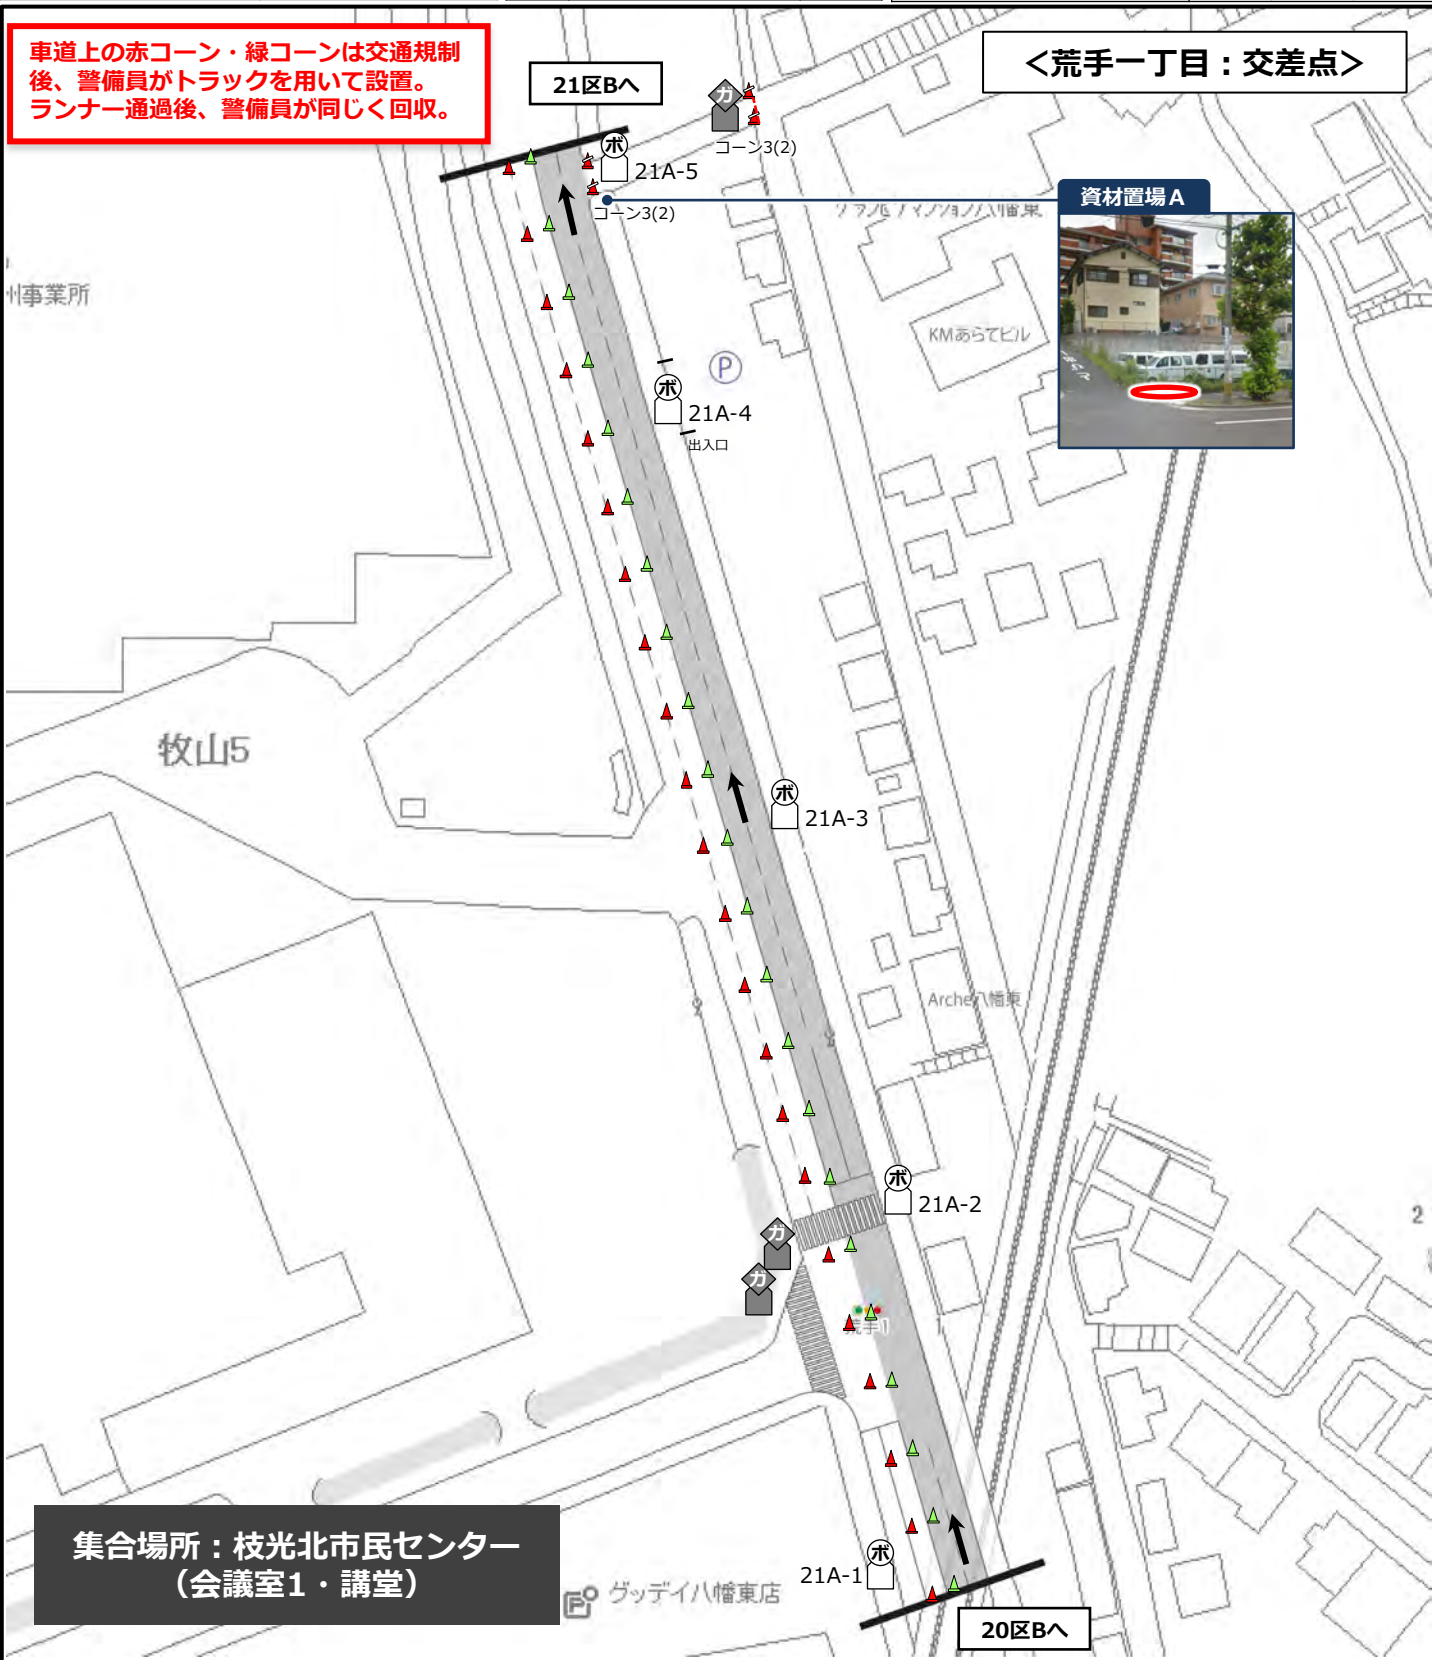 車道上の赤コーン・緑コーンは交通規制
後、警備員がトラックを用いて設置。
ランナー通過後、警備員が同じく回収。
<荒手一丁目：交差点>
21区Bへ
ガ
コーン3(2)
ボ
21A-5
コーン3(2)
資材置場A
州事業所
KMあらてビル
P
ボ
21A-4
出入口
牧山5
ボ
21A-3
Arche八幡東
ボ
21A-2
ガ
ガ
荒手1
2
集合場所：枝光北市民センター
（会議室1・講堂）
ボ
21A-1
P
グッデイ八幡東店
20区Bへ